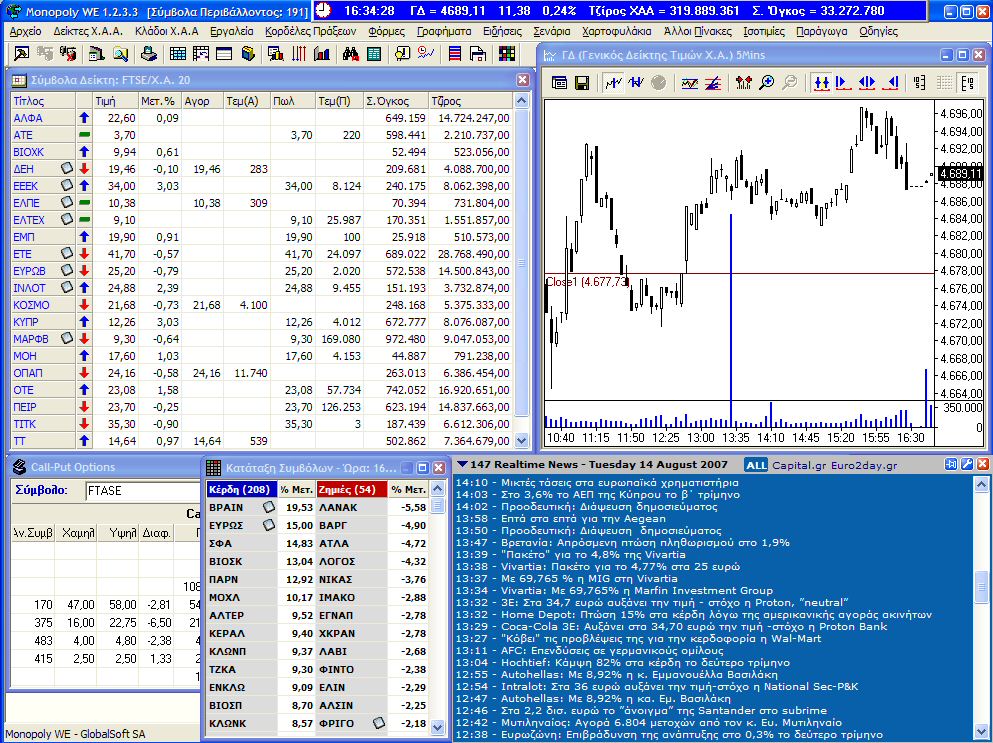 Monopoly WE - 1.2.3.3 [Σύμβολα Περιβάλλοντος: 191] 16:34:28 ΓΔ = 4689,11 11,38 0,24% Τζίρος ΧΑΑ = 319.889.361 Σ. Όγκος = 33.272.780
Αρχείο Δείκτες Χ.Α.Α. Κλάδοι Χ.Α.Α Εργαλεία Κορδέλες Πράξεων Φόρμες Γραφήματα Ειδήσεις Σενάρια Χαρτοφυλάκια Άλλοι Πίνακες Ισοτιμίες Παράγωγα Οδηγίες
Σύμβολα Δείκτη: FTSE/Χ.Α. 20
Τίτλος Τιμή Μετ.% Αγορ Τεμ(Α) Πωλ Τεμ(Π) Σ.Όγκος Τζίρος
ΑΛΦΑ 22,60 0,09 649.159 14.724.247,00
ΑΤΕ 3,70 3,70 220 598.441 2.210.737,00
ΒΙΟΧΚ 9,94 0,61 52.494 523.056,00
ΔΕΗ 19,46 -0,10 19,46 283 209.681 4.088.700,00
ΕΕΕΚ 34,00 3,03 34,00 8.124 240.175 8.062.398,00
ΕΛΠΕ 10,38 10,38 309 70.394 731.804,00
ΕΛΤΕΧ 9,10 9,10 25.987 170.351 1.551.857,00
ΕΜΠ 19,90 0,91 19,90 100 25.918 510.573,00
ΕΤΕ 41,70 -0,57 41,70 24.097 689.022 28.768.490,00
ΕΥΡΩΒ 25,20 -0,79 25,20 2.020 572.538 14.500.843,00
ΙΝΛΟΤ 24,88 2,39 24,88 9.455 151.193 3.732.874,00
ΚΟΣΜΟ 21,68 -0,73 21,68 4.100 248.168 5.375.333,00
ΚΥΠΡ 12,26 3,03 12,26 4.012 672.777 8.076.087,00
ΜΑΡΦΒ 9,30 -0,64 9,30 169.080 972.480 9.047.053,00
ΜΟΗ 17,60 1,03 17,60 4.153 44.887 791.238,00
ΟΠΑΠ 24,16 -0,58 24,16 11.740 263.013 6.386.454,00
ΟΤΕ 23,08 1,58 23,08 57.734 742.052 16.920.651,00
ΠΕΙΡ 23,70 -0,25 23,70 126.253 623.194 14.837.663,00
ΤΙΤΚ 35,30 -0,90 35,30 3 187.439 6.612.306,00
ΤΤ 14,64 0,97 14,64 539 502.862 7.364.679,00
ΓΔ (Γενικός Δείκτης Τιμών Χ.Α.) 5Mins
4.696,00
4.694,00
4.692,00
4.690,00
4.689,11
4.688,00
4.686,00
4.684,00
4.682,00
4.680,00
4.678,00
Close1 (4.677,73)
4.676,00
4.674,00
4.672,00
4.670,00
4.668,00
4.666,00
4.664,00
350.000
0
10:40 11:15 11:50 12:25 13:00 13:35 14:10 14:45 15:20 15:55 16:30
Call-Put Options
Σύμβολο: FTASE
Ca
Αν.Συμβ Χαμηλ Υψηλ Διαφ.
108
170 47,00 58,00 -2,81 54
375 16,00 22,75 -6,50 21
483 4,00 4,80 -2,38 4
415 2,50 2,50 1,33 2
Κατάταξη Συμβόλων - Ώρα: 16...
Κέρδη (208) % Μετ. Ζημιές (54) % Μετ.
ΒΡΑΙΝ 19,53 ΛΑΝΑΚ -5,58
ΕΥΡΩΣ 15,00 ΒΑΡΓ -4,90
ΣΦΑ 14,83 ΑΤΛΑ -4,72
ΒΙΟΣΚ 13,04 ΛΟΓΟΣ -4,32
ΠΑΡΝ 12,92 ΝΙΚΑΣ -3,76
ΜΟΧΛ 10,17 ΙΜΑΚΟ -2,88
ΑΛΤΕΡ 9,52 ΕΓΝΑΠ -2,78
ΚΕΡΑΛ 9,40 ΧΚΡΑΝ -2,78
ΚΛΩΝΠ 9,37 ΛΑΒΙ -2,68
ΤΖΚΑ 9,30 ΦΙΝΤΟ -2,38
ΕΝΚΛΩ 9,09 ΕΛΙΝ -2,29
ΒΙΟΣΠ 8,70 ΑΛΣΙΝ -2,25
ΚΛΩΝΚ 8,57 ΦΡΙΓΟ -2,18
147 Realtime News - Tuesday 14 August 2007 ALL Capital.gr Euro2day.gr
14:10 - Μικτές τάσεις στα ευρωπαϊκά χρηματιστήρια
14:03 - Στο 3,6% το ΑΕΠ της Κύπρου το β΄ τρίμηνο
14:02 - Προοδευτική: Διάψευση δημοσιεύματος
13:58 - Επτά στα επτά για την Aegean
13:50 - Προοδευτική: Διάψευση δημοσιεύματος
13:47 - Βρετανία: Απρόσμενη πτώση πληθωρισμού στο 1,9%
13:39 - "Πακέτο" για το 4,8% της Vivartia
13:38 - Vivartia: Πακέτο για το 4,77% στα 25 ευρώ
13:37 - Με 69,765 % η MIG στη Vivartia
13:34 - Vivartia: Με 69,765% η Marfin Investment Group
13:32 - 3Ε: Στα 34,7 ευρώ αυξάνει την τιμή - στόχο η Proton, "neutral"
13:32 - Home Depot: Πτώση 15% στα κέρδη λόγω της αμερικανικής αγοράς ακινήτων
13:29 - Coca-Cola 3E: Αυξάνει στα 34,70 ευρώ την τιμή -στόχο η Proton Bank
13:27 - "Κόβει" τις προβλέψεις της για την κερδοφορία η Wal-Mart
13:11 - AFC: Επενδύσεις σε γερμανικούς ομίλους
13:04 - Hochtief: Κάμψη 82% στα κέρδη το δεύτερο τρίμηνο
12:55 - Autohellas: Με 8,92% η κ. Εμμανουέλλα Βασιλάκη
12:54 - Intralot: Στα 36 ευρώ αυξάνει την τιμή-στόχο η National Sec-P&K
12:47 - Autohellas: Με 8,92% η κα. Εμ. Βασιλάκη
12:46 - Στα 2,2 δισ. ευρώ το "άνοιγμα" της Santander στο subrime
12:42 - Μυτιληναίος: Αγορά 6.804 μετοχών από τον κ. Ευ. Μυτιληναίο
12:38 - Ευρωζώνη: Επιβράδυνση της ανάπτυξης στο 0,3% το δεύτερο τρίμηνο
Monopoly WE - GlobalSoft SA